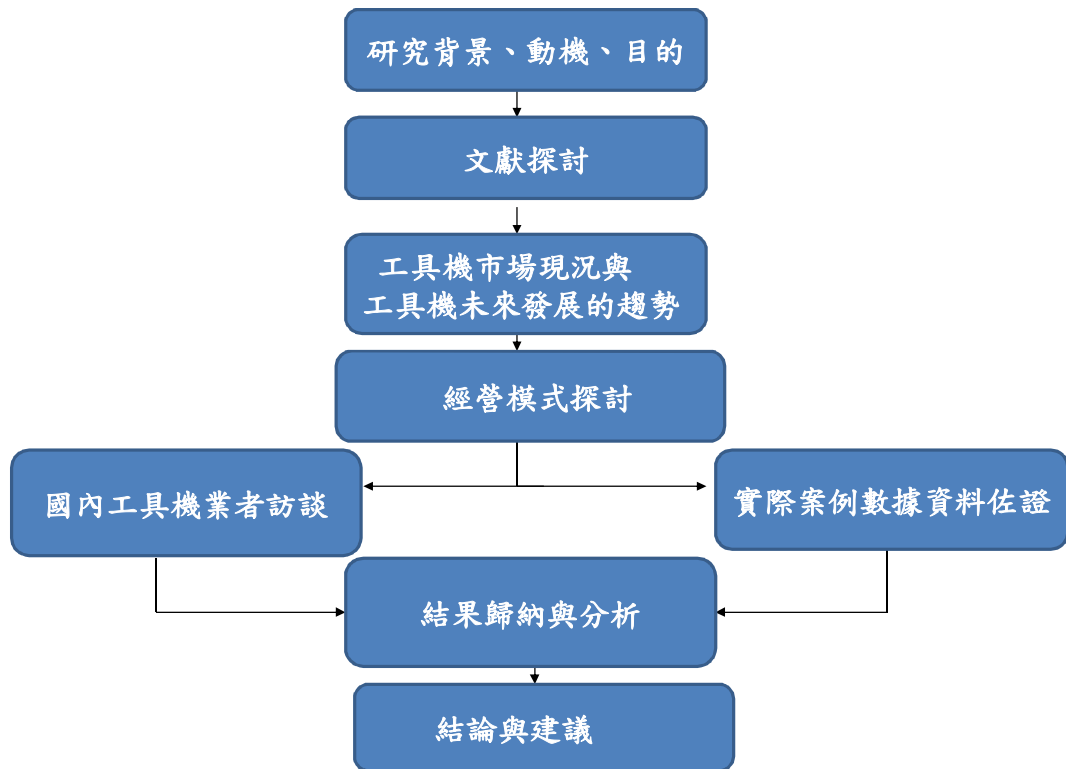 研究背景、動機、目的
文獻探討
工具機市場現況與
工具機未來發展的趨勢
經營模式探討
國內工具機業者訪談
實際案例數據資料佐證
結果歸納與分析
結論與建議